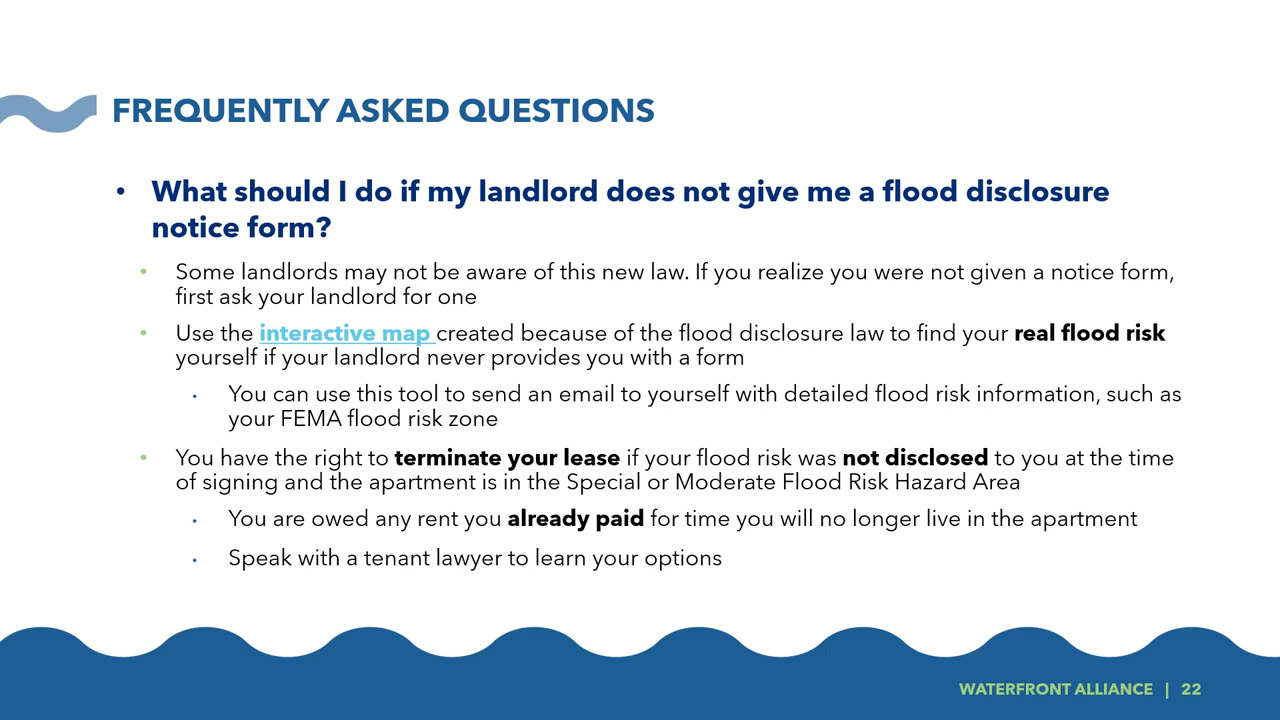 FREQUENTLY ASKED QUESTIONS
• What should I do if my landlord does not give me a flood disclosure
notice form?
• Some landlords may not be aware of this new law. If you realize you were not given a notice form,
first ask your landlord for one
• Use the interactive map created because of the flood disclosure law to find your real flood risk
yourself if your landlord never provides you with a form
• You can use this tool to send an email to yourself with detailed flood risk information, such as
your FEMA flood risk zone
• You have the right to terminate your lease if your flood risk was not disclosed to you at the time
of signing and the apartment is in the Special or Moderate Flood Risk Hazard Area
• You are owed any rent you already paid for time you will no longer live in the apartment
• Speak with a tenant lawyer to learn your options
WATERFRONT ALLIANCE | 22